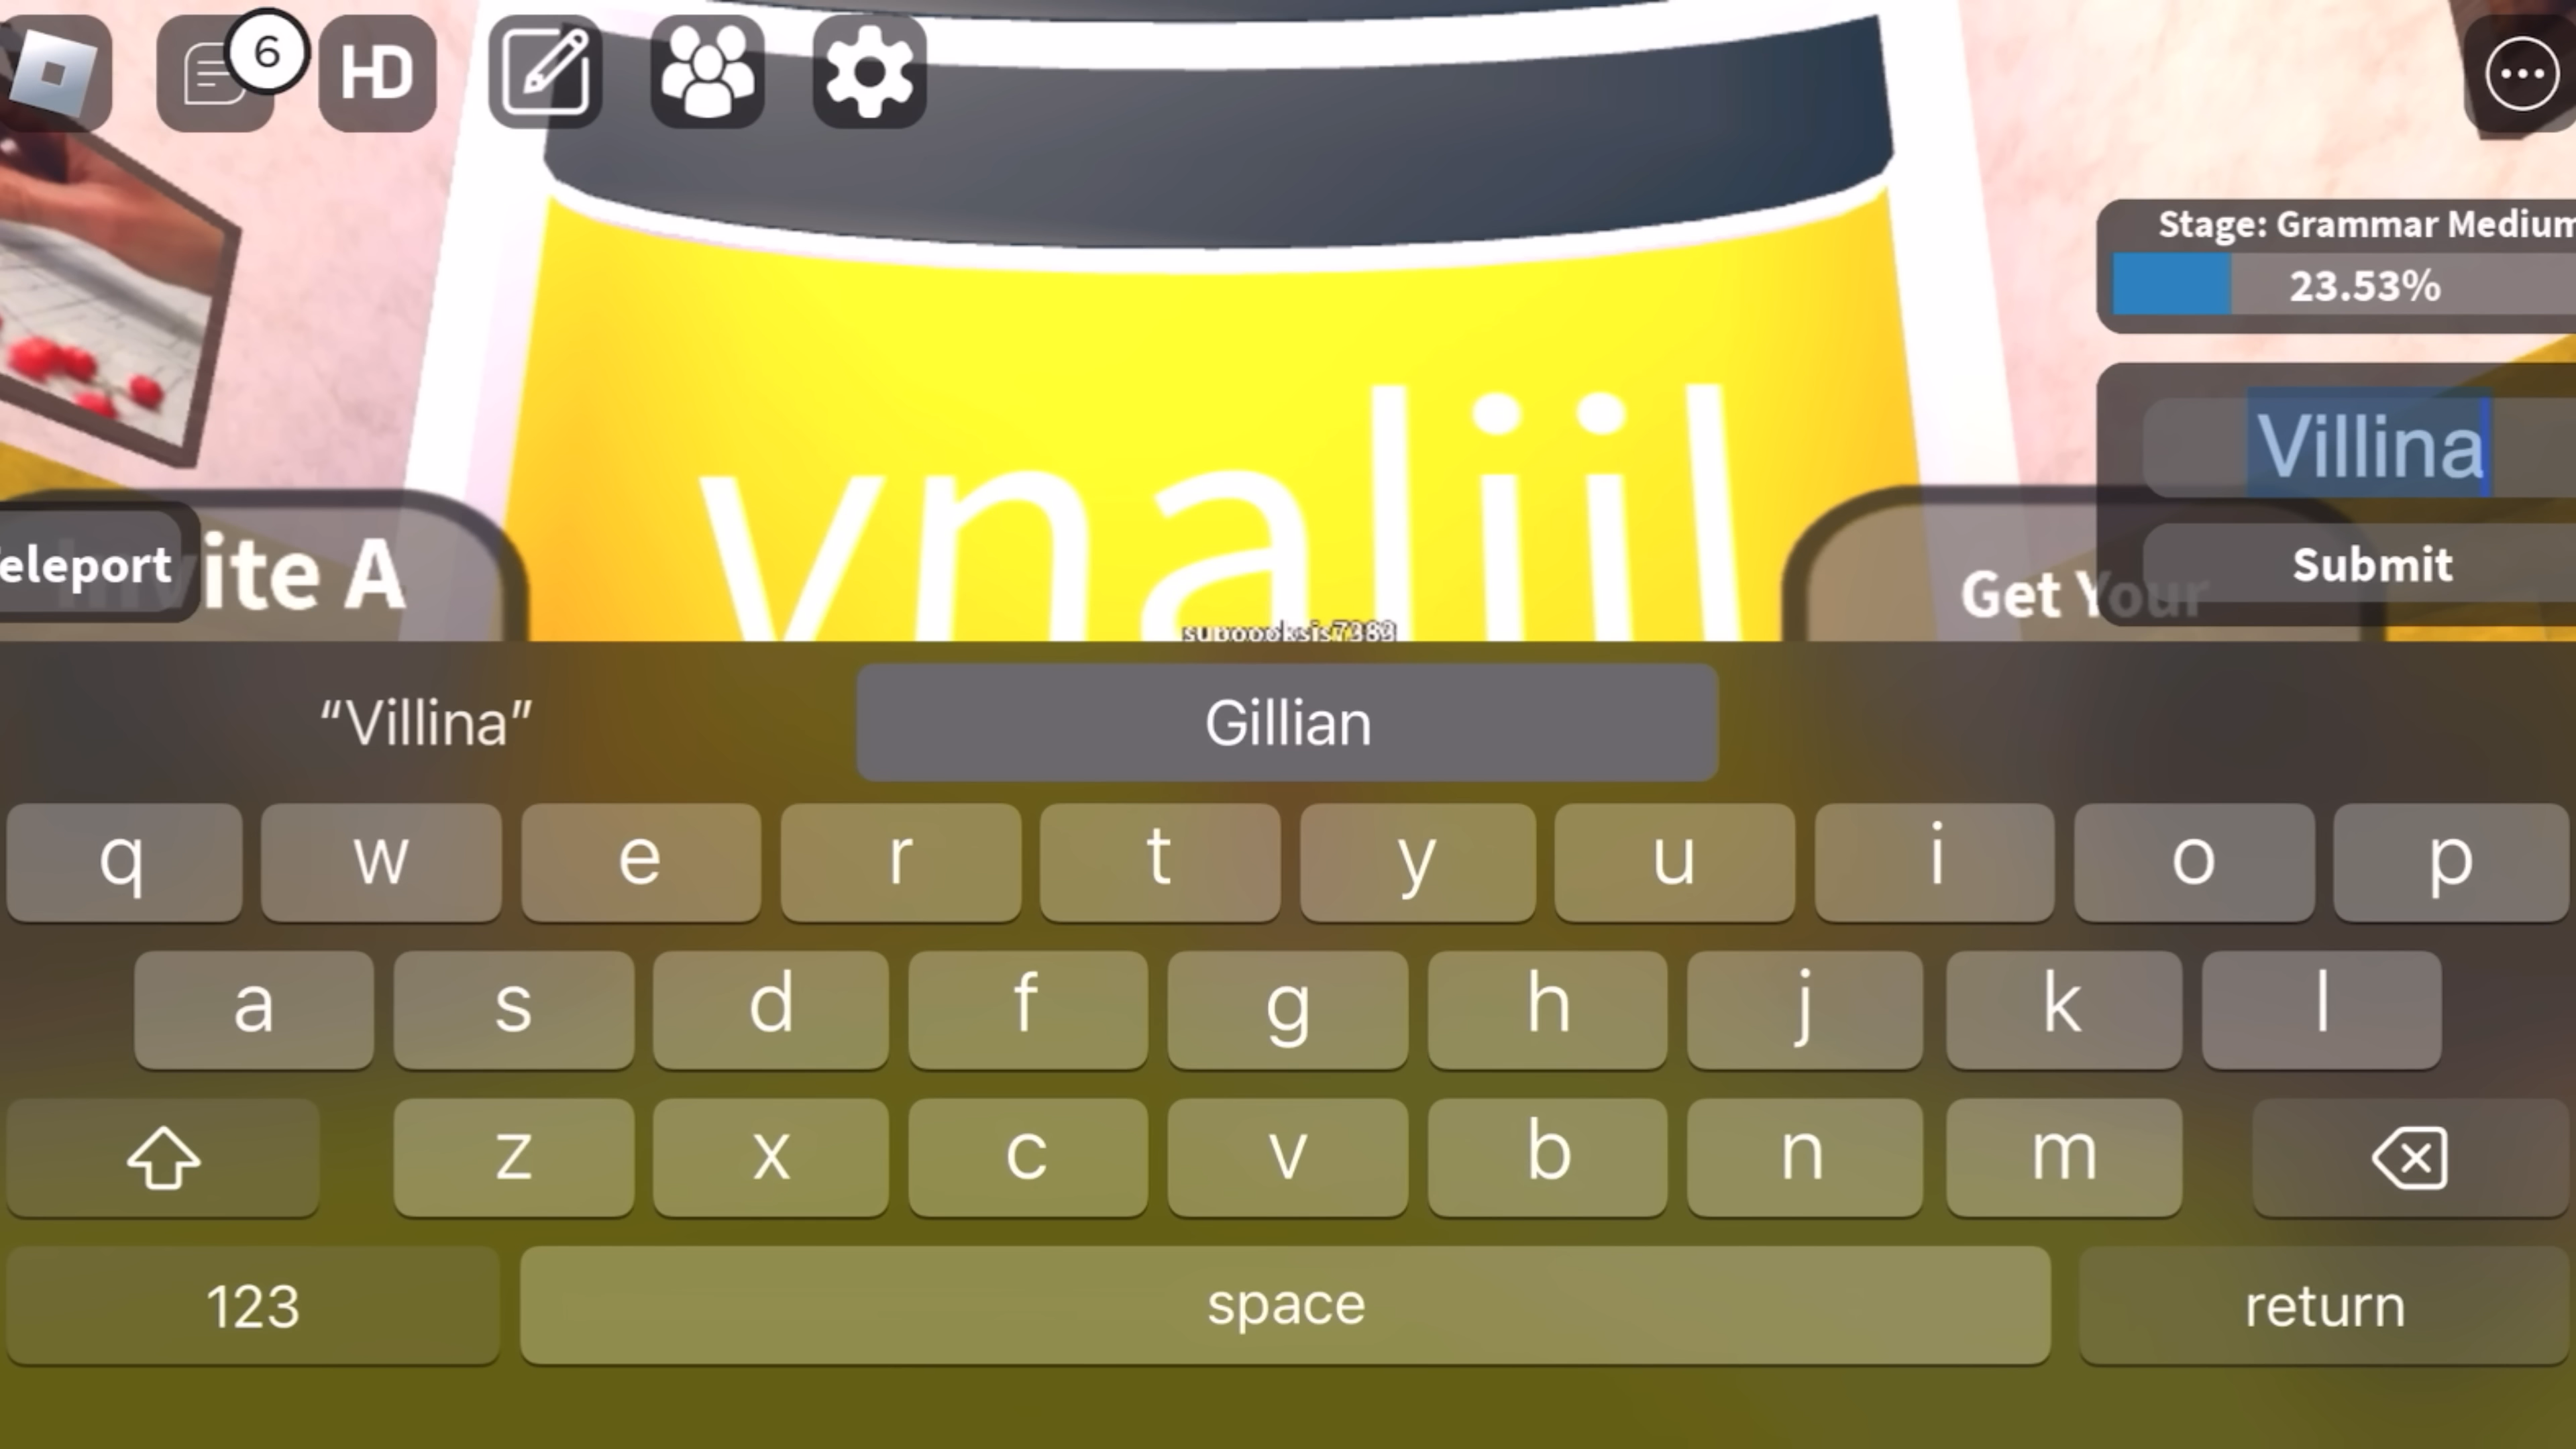 6
HD
Stage: Grammar Medium
23.53%
vnaliil
Villina
eleport
ite A
Get Your
Submit
“Villina”
Gillian
q w e r t y u i o p
a s d f g h j k l
z x c v b n m
123
space
return